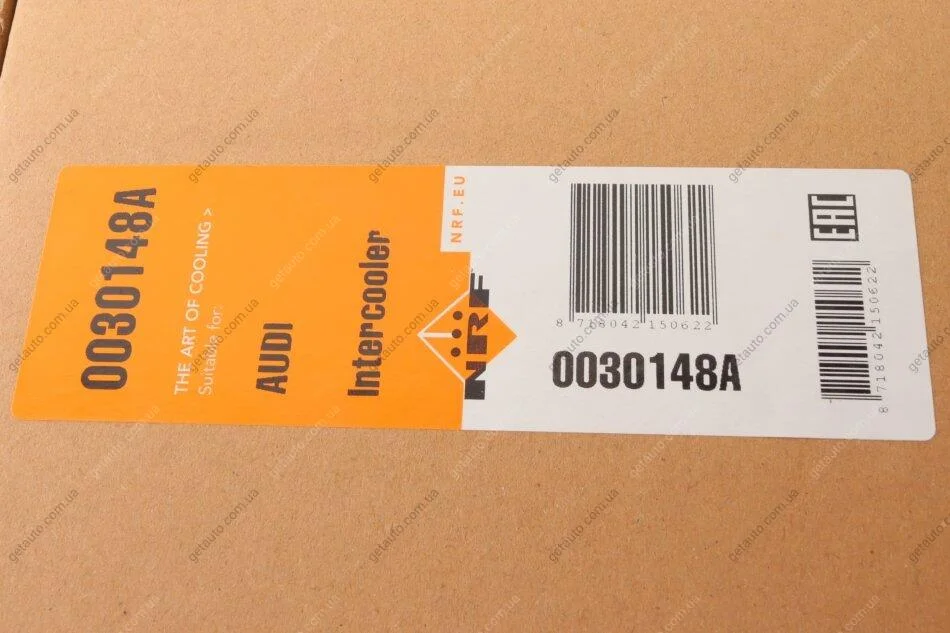 0030148A
THE ART OF COOLING >
Suitable for:
AUDI
Intercooler
NRF.EU
NRF
8 718042 150622
0030148A
EAC
8 718042 150622
getauto.com.ua